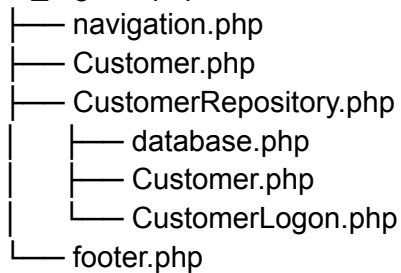 ├── navigation.php
├── Customer.php
├── CustomerRepository.php
│ ├── database.php
│ ├── Customer.php
│ └── CustomerLogon.php
└── footer.php